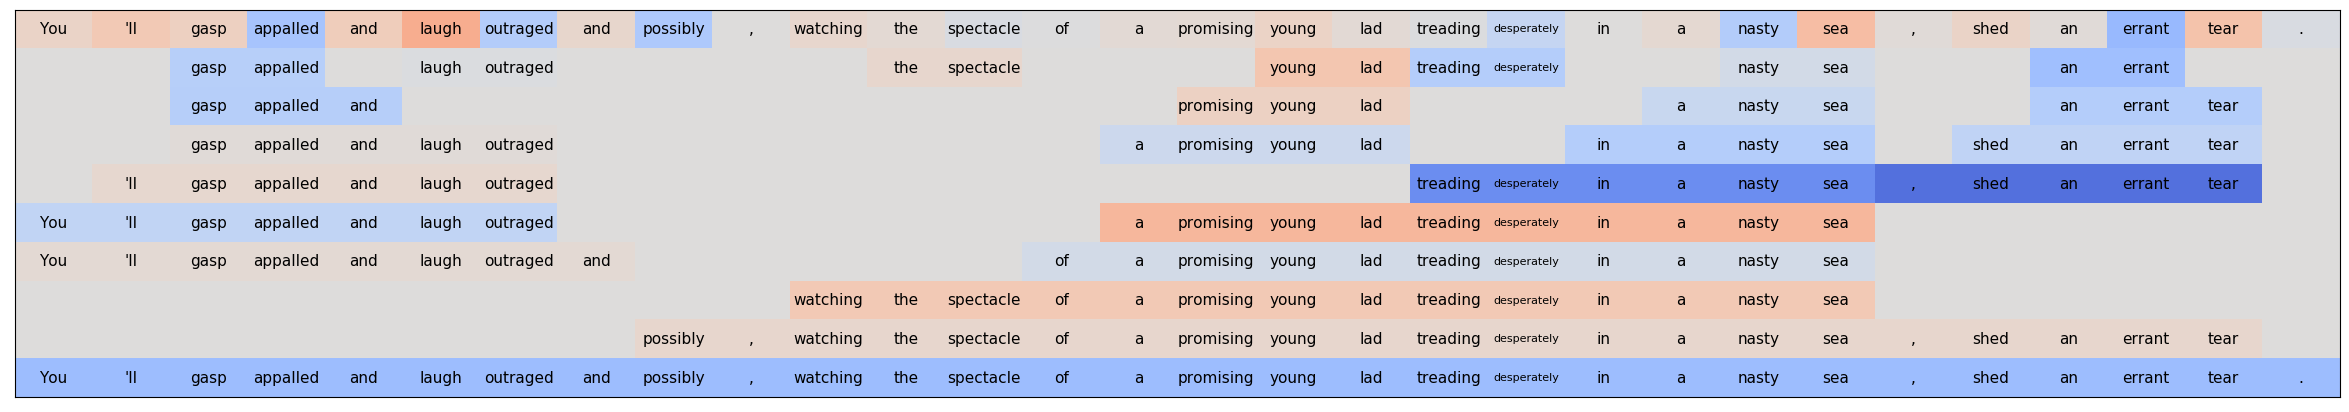 You 'll gasp appalled and laugh outraged and possibly , watching the spectacle of a promising young lad treading desperately in a nasty sea , shed an errant tear .
gasp appalled laugh outraged the spectacle young lad treading desperately nasty sea an errant
gasp appalled and promising young lad a nasty sea an errant tear
gasp appalled and laugh outraged a promising young lad in a nasty sea shed an errant tear
'll gasp appalled and laugh outraged treading desperately in a nasty sea , shed an errant tear
You 'll gasp appalled and laugh outraged a promising young lad treading desperately in a nasty sea
You 'll gasp appalled and laugh outraged and of a promising young lad treading desperately in a nasty sea
watching the spectacle of a promising young lad treading desperately in a nasty sea
possibly , watching the spectacle of a promising young lad treading desperately in a nasty sea , shed an errant tear
You 'll gasp appalled and laugh outraged and possibly , watching the spectacle of a promising young lad treading desperately in a nasty sea , shed an errant tear .